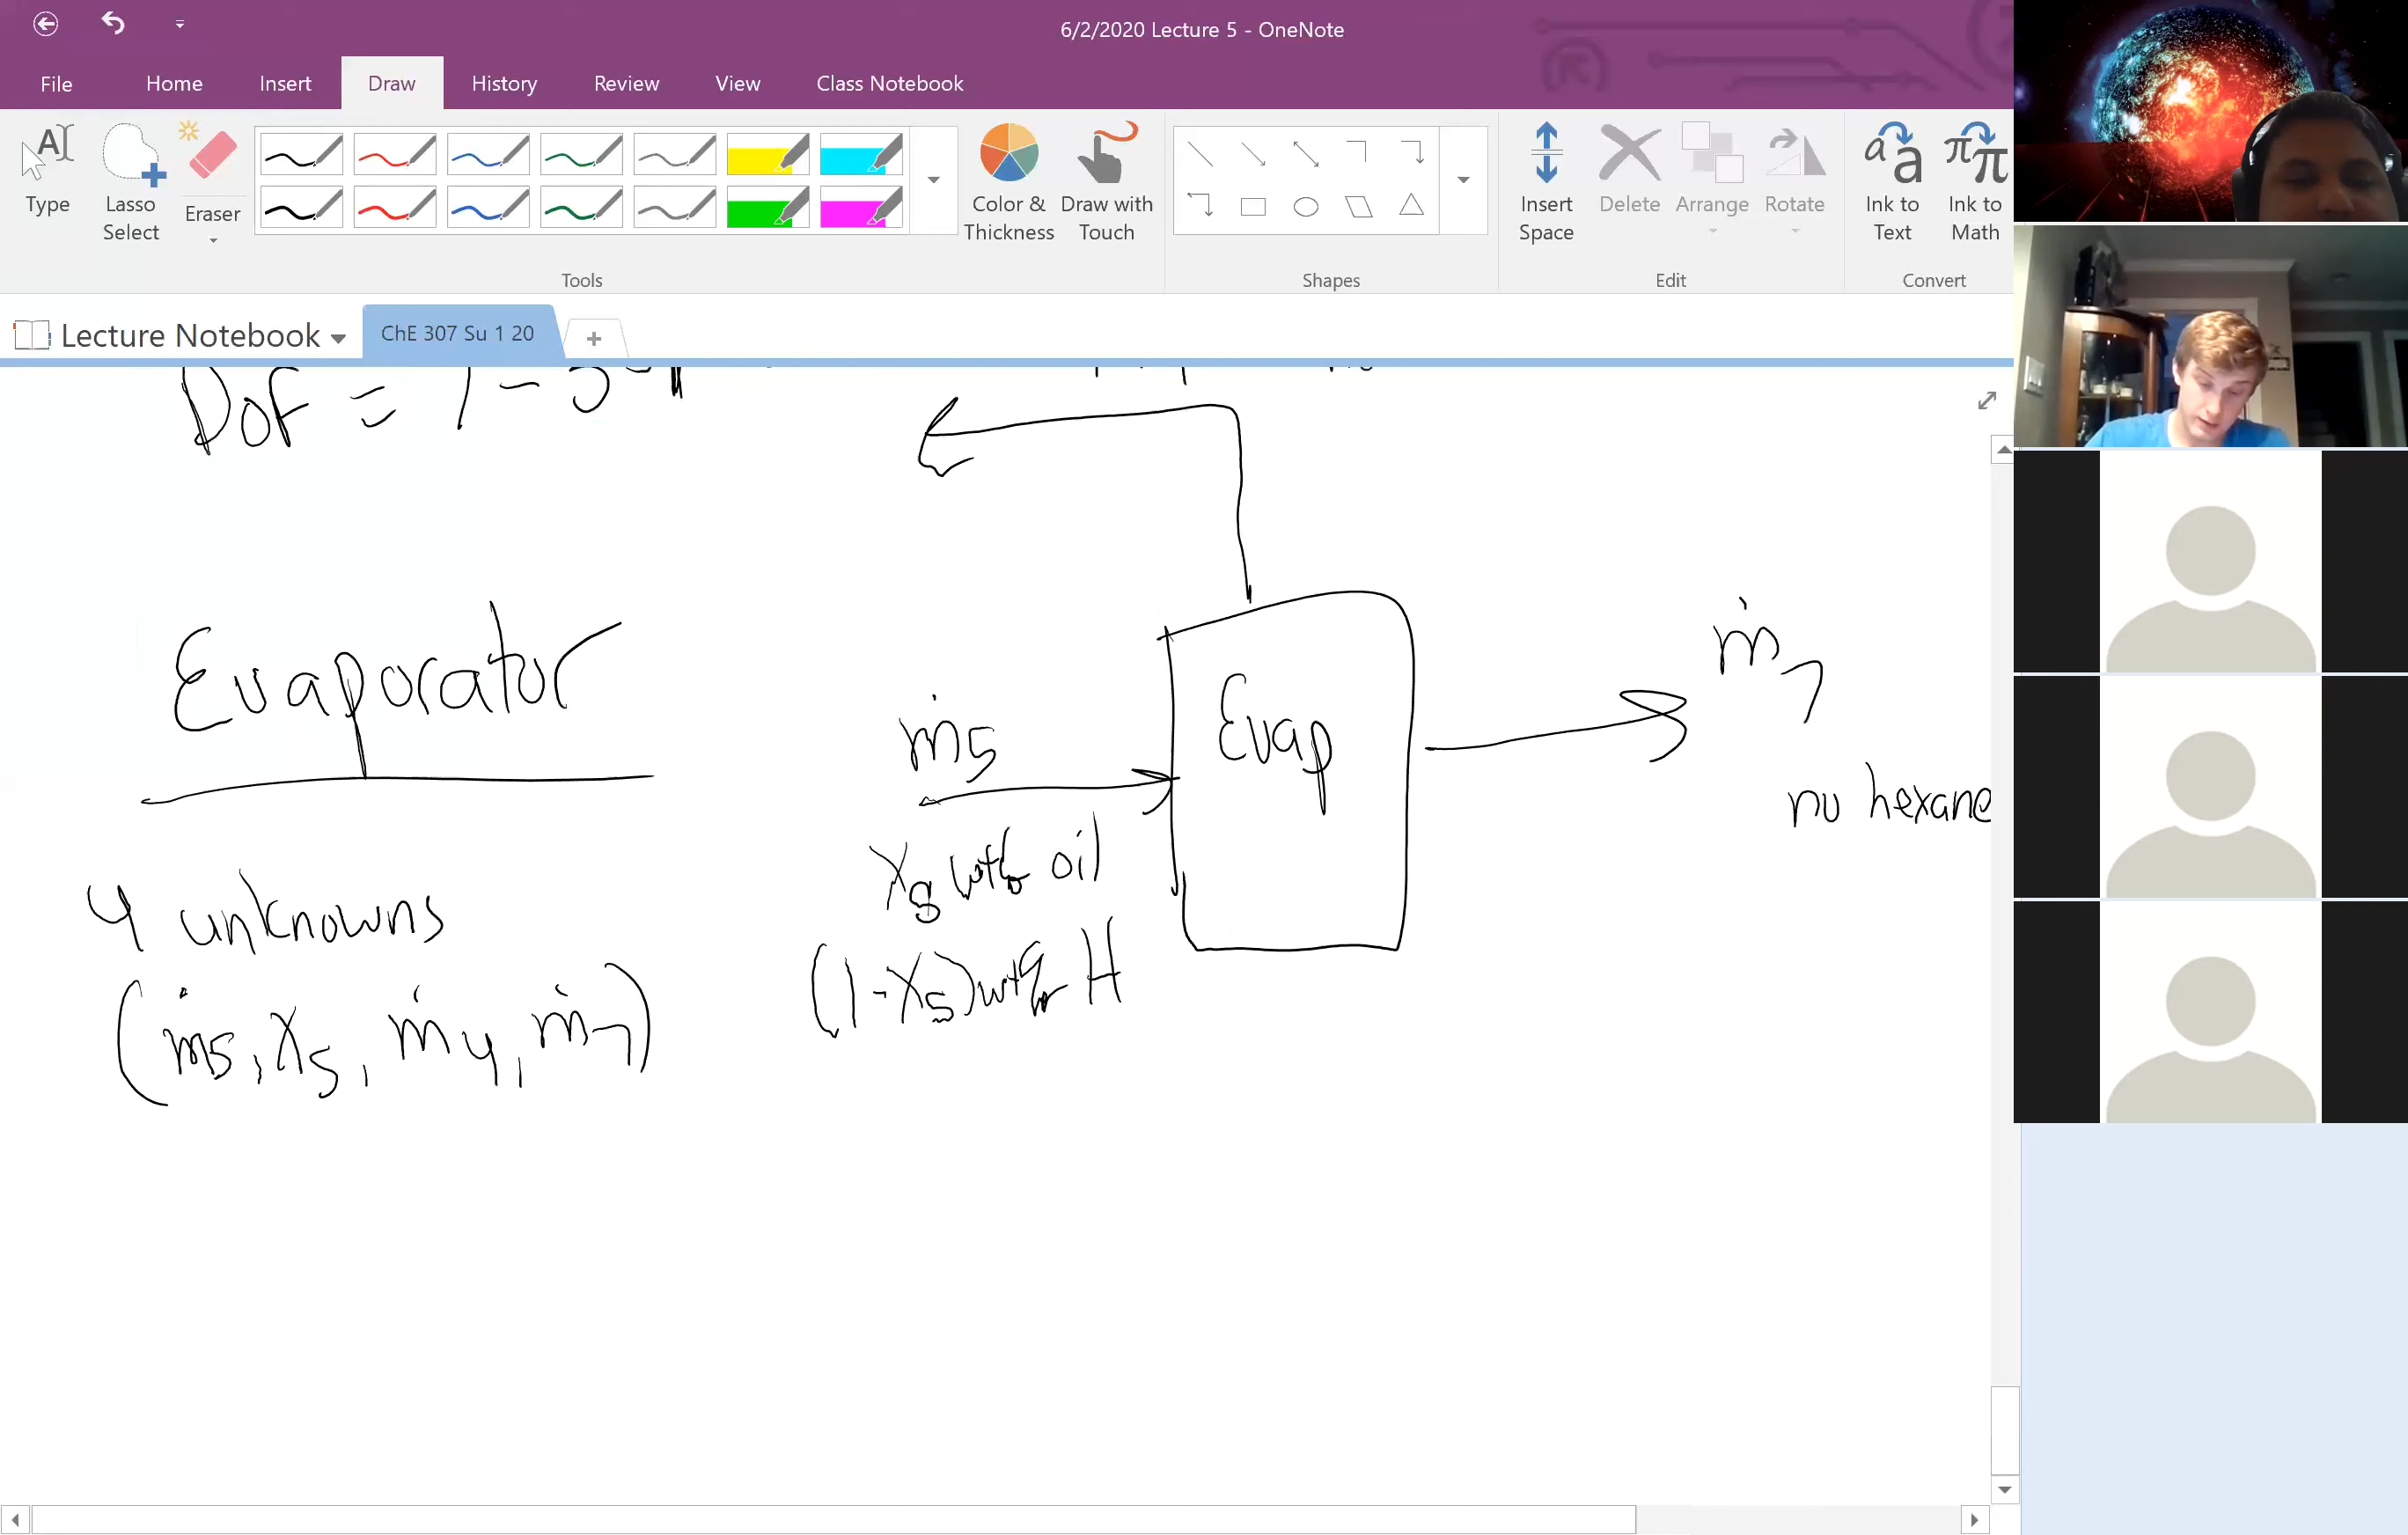 6/2/2020 Lecture 5 - OneNote
File Home Insert Draw History Review View Class Notebook
Type
Lasso Select
Eraser
Color & Thickness
Draw with Touch
Insert Space
Delete
Arrange
Rotate
Ink to Text
Ink to Math
Tools
Shapes
Edit
Convert
Lecture Notebook
ChE 307 Su 1 20
+
DOF =
Evaporator
4 unknowns
(ṁ5, x5, ṁ4, ṁ7)
ṁ5
wt% oil
(1-x5) wt% H
Evap
ṁ7
no hexane